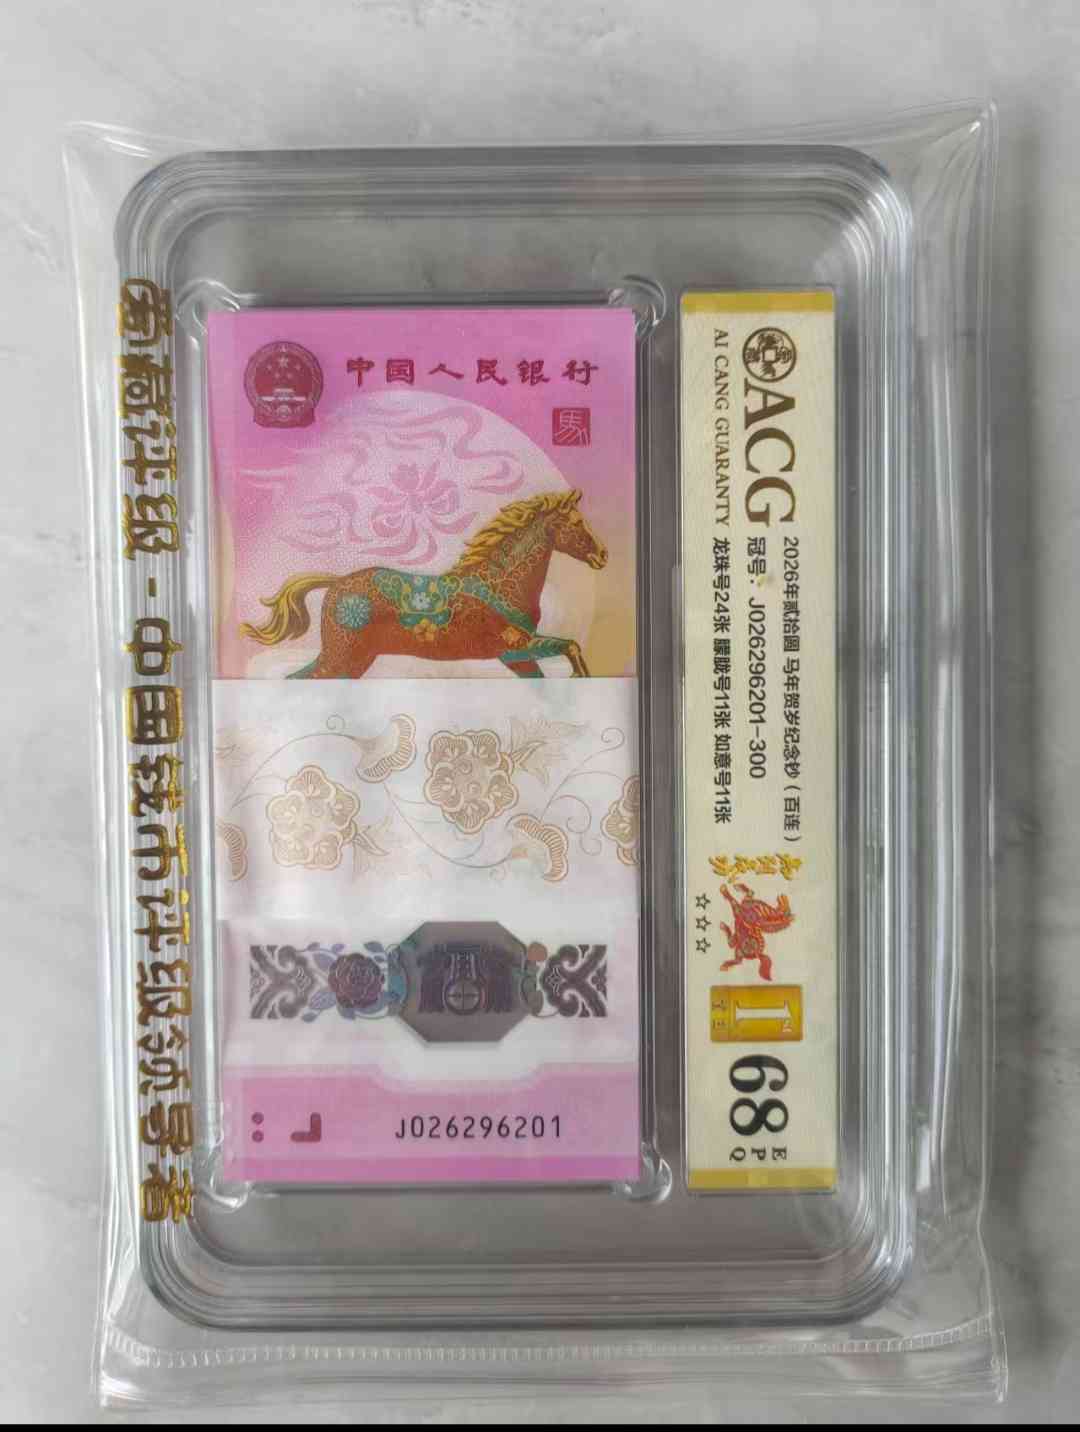 爱藏评级-中国钱币评级领导者
中国人民银行
馬
J026296201
ACG
AI CANG GUARANTY
2026年贰拾圆 马年贺岁纪念钞（百连）
冠号：J026296201-300
龙珠号24张 朦胧号11张 如意号11张
☆☆☆
1ST
68
EPQ